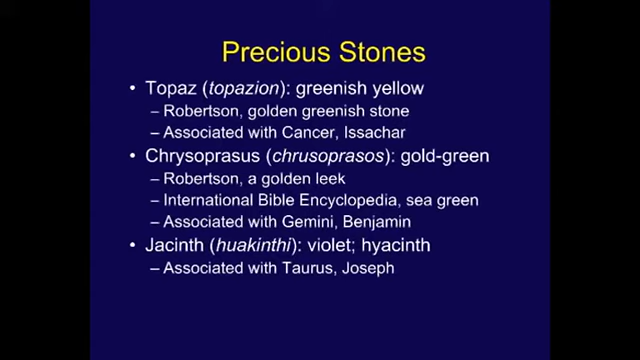 Precious Stones
• Topaz (topazion): greenish yellow
– Robertson, golden greenish stone
– Associated with Cancer, Issachar
• Chrysoprasus (chrusoprasos): gold-green
– Robertson, a golden leek
– International Bible Encyclopedia, sea green
– Associated with Gemini, Benjamin
• Jacinth (huakinthi): violet; hyacinth
– Associated with Taurus, Joseph